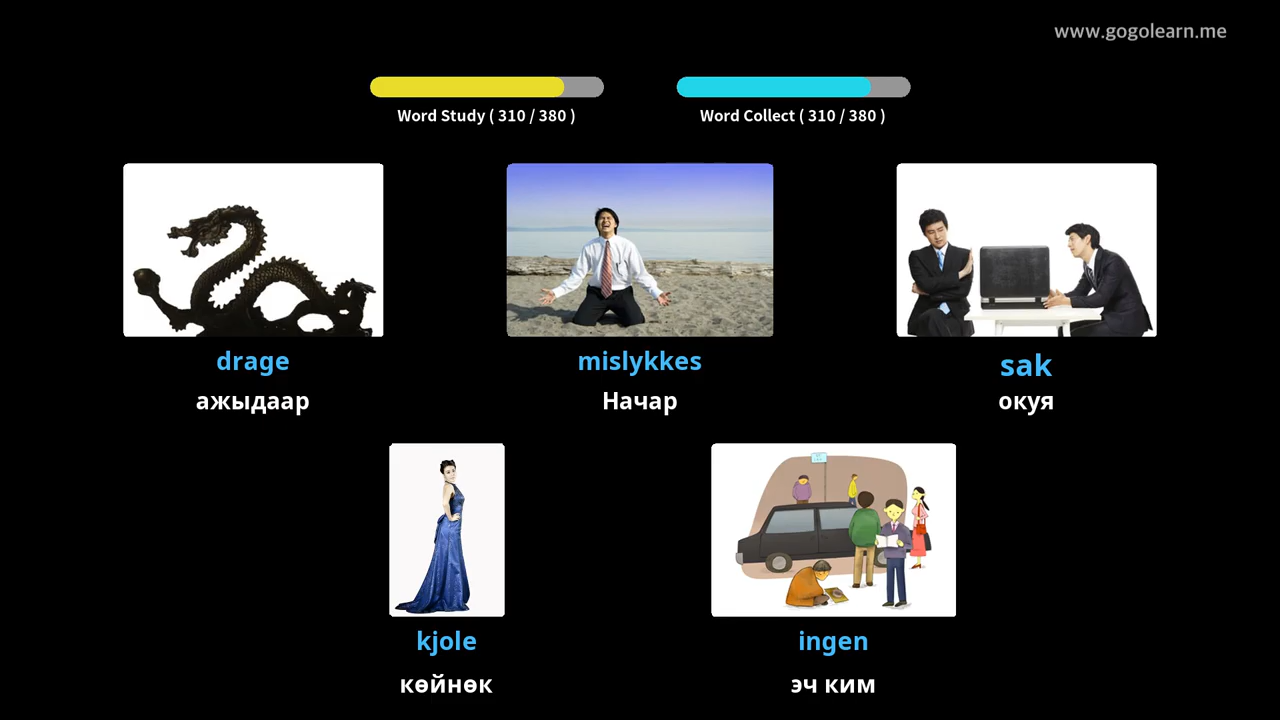 www.gogolearn.me
Word Study ( 310 / 380 )
Word Collect ( 310 / 380 )
drage
ажыдаар
mislykkes
Начар
sak
окуя
kjole
көйнөк
ingen
эч ким